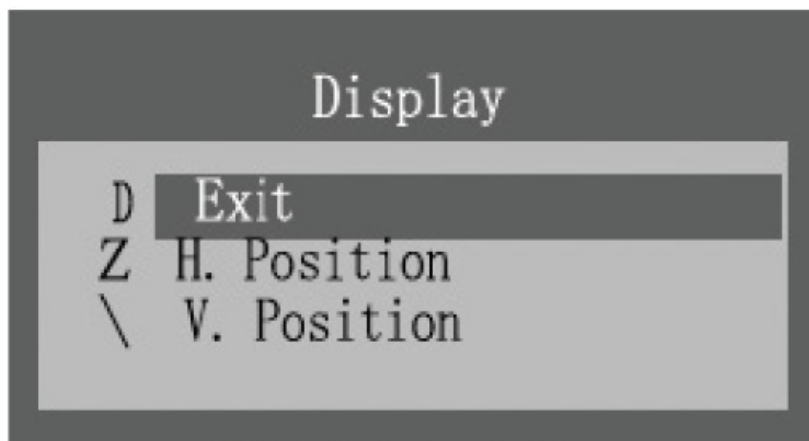 Display
D Exit
Z H. Position
\ V. Position